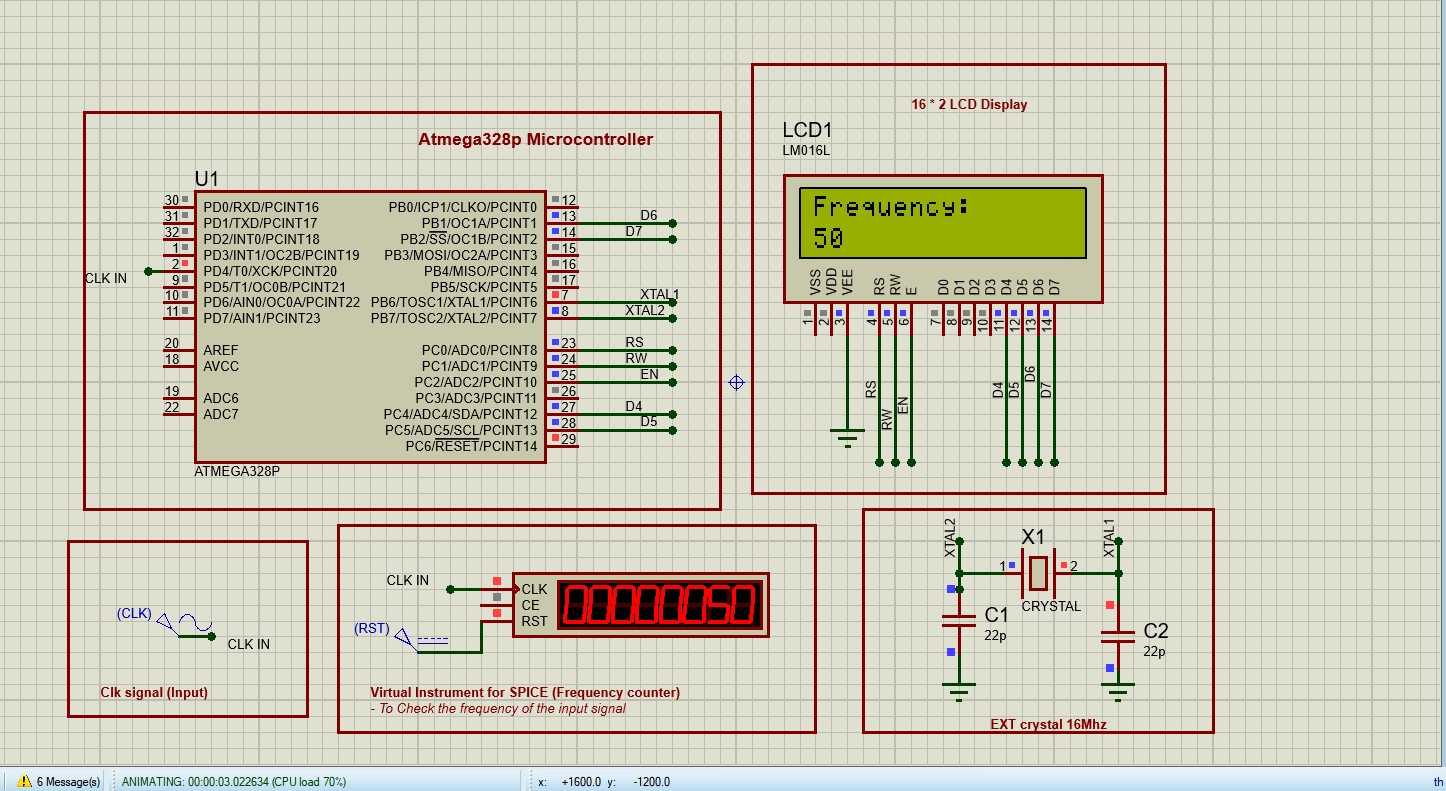 Atmega328p Microcontroller
U1
30 PD0/RXD/PCINT16 PB0/ICP1/CLKO/PCINT0 12
31 PD1/TXD/PCINT17 PB1/OC1A/PCINT1 13 D6
32 PD2/INT0/PCINT18 PB2/SS/OC1B/PCINT2 14 D7
1 PD3/INT1/OC2B/PCINT19 PB3/MOSI/OC2A/PCINT3 15
CLK IN 2 PD4/T0/XCK/PCINT20 PB4/MISO/PCINT4 16
9 PD5/T1/OC0B/PCINT21 PB5/SCK/PCINT5 17
10 PD6/AIN0/OC0A/PCINT22 PB6/TOSC1/XTAL1/PCINT6 7 XTAL1
11 PD7/AIN1/PCINT23 PB7/TOSC2/XTAL2/PCINT7 8 XTAL2
20 AREF PC0/ADC0/PCINT8 23 RS
18 AVCC PC1/ADC1/PCINT9 24 RW
PC2/ADC2/PCINT10 25 EN
19 ADC6 PC3/ADC3/PCINT11 26
22 ADC7 PC4/ADC4/SDA/PCINT12 27 D4
PC5/ADC5/SCL/PCINT13 28 D5
PC6/RESET/PCINT14 29
ATMEGA328P
16 * 2 LCD Display
LCD1
LM016L
Frequency:
50
VSS VDD VEE RS RW E D0 D1 D2 D3 D4 D5 D6 D7
1 2 3 4 5 6 7 8 9 10 11 12 13 14
RS RW EN D4 D5 D6 D7
(CLK)
CLK IN
Clk signal (Input)
CLK IN
CLK
CE
RST
00000050
(RST)
Virtual Instrument for SPICE (Frequency counter)
- To Check the frequency of the input signal
XTAL2 XTAL1
X1
1 2
CRYSTAL
C1
22p
C2
22p
EXT crystal 16Mhz
6 Message(s) ANIMATING: 00:00:03.022634 (CPU load 70%) x: +1600.0 y: -1200.0 th